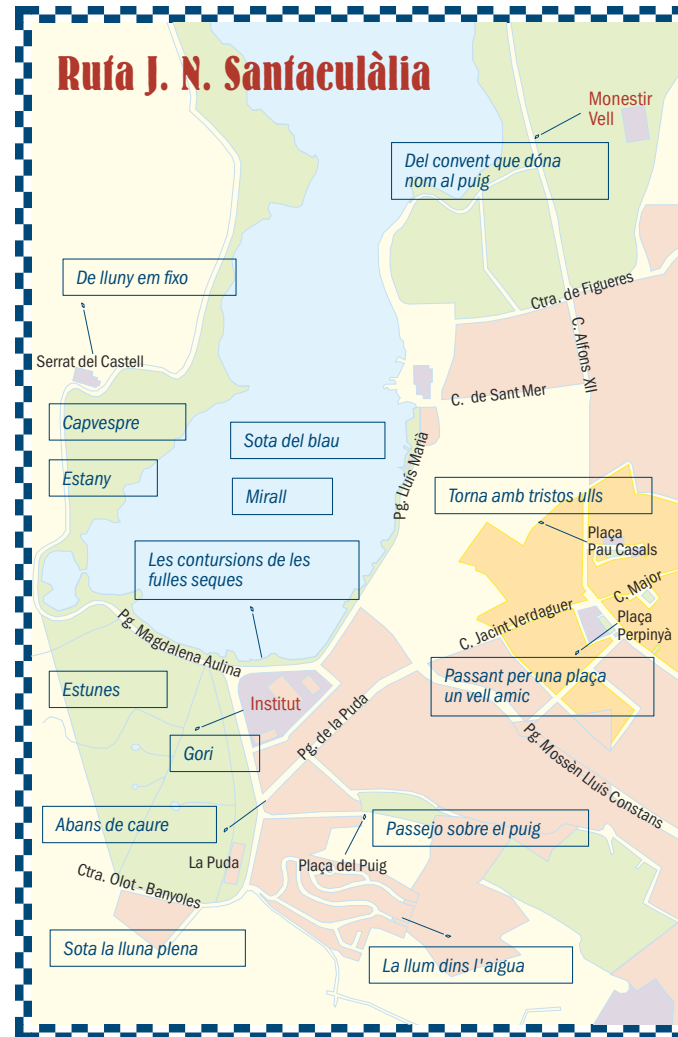 Ruta J. N. Santaeulàlia
Monestir
Vell
Del convent que dóna
nom al puig
De lluny em fixo
Ctra. de Figueres
C. Alfons XII
Serrat del Castell
C. de Sant Mer
Capvespre
Sota del blau
Pg. Lluís Marià
Estany
Mirall
Torna amb tristos ulls
Plaça
Pau Casals
Les contursions de les
fulles seques
C. Major
Pg. Magdalena Aulina
C. Jacint Verdaguer
Plaça
Perpinyà
Estunes
Institut
Passant per una plaça
un vell amic
Gori
Pg. de la Puda
Pg. Mossèn Lluís Constans
Abans de caure
Passejo sobre el puig
La Puda
Plaça del Puig
Ctra. Olot - Banyoles
Sota la lluna plena
La llum dins l'aigua